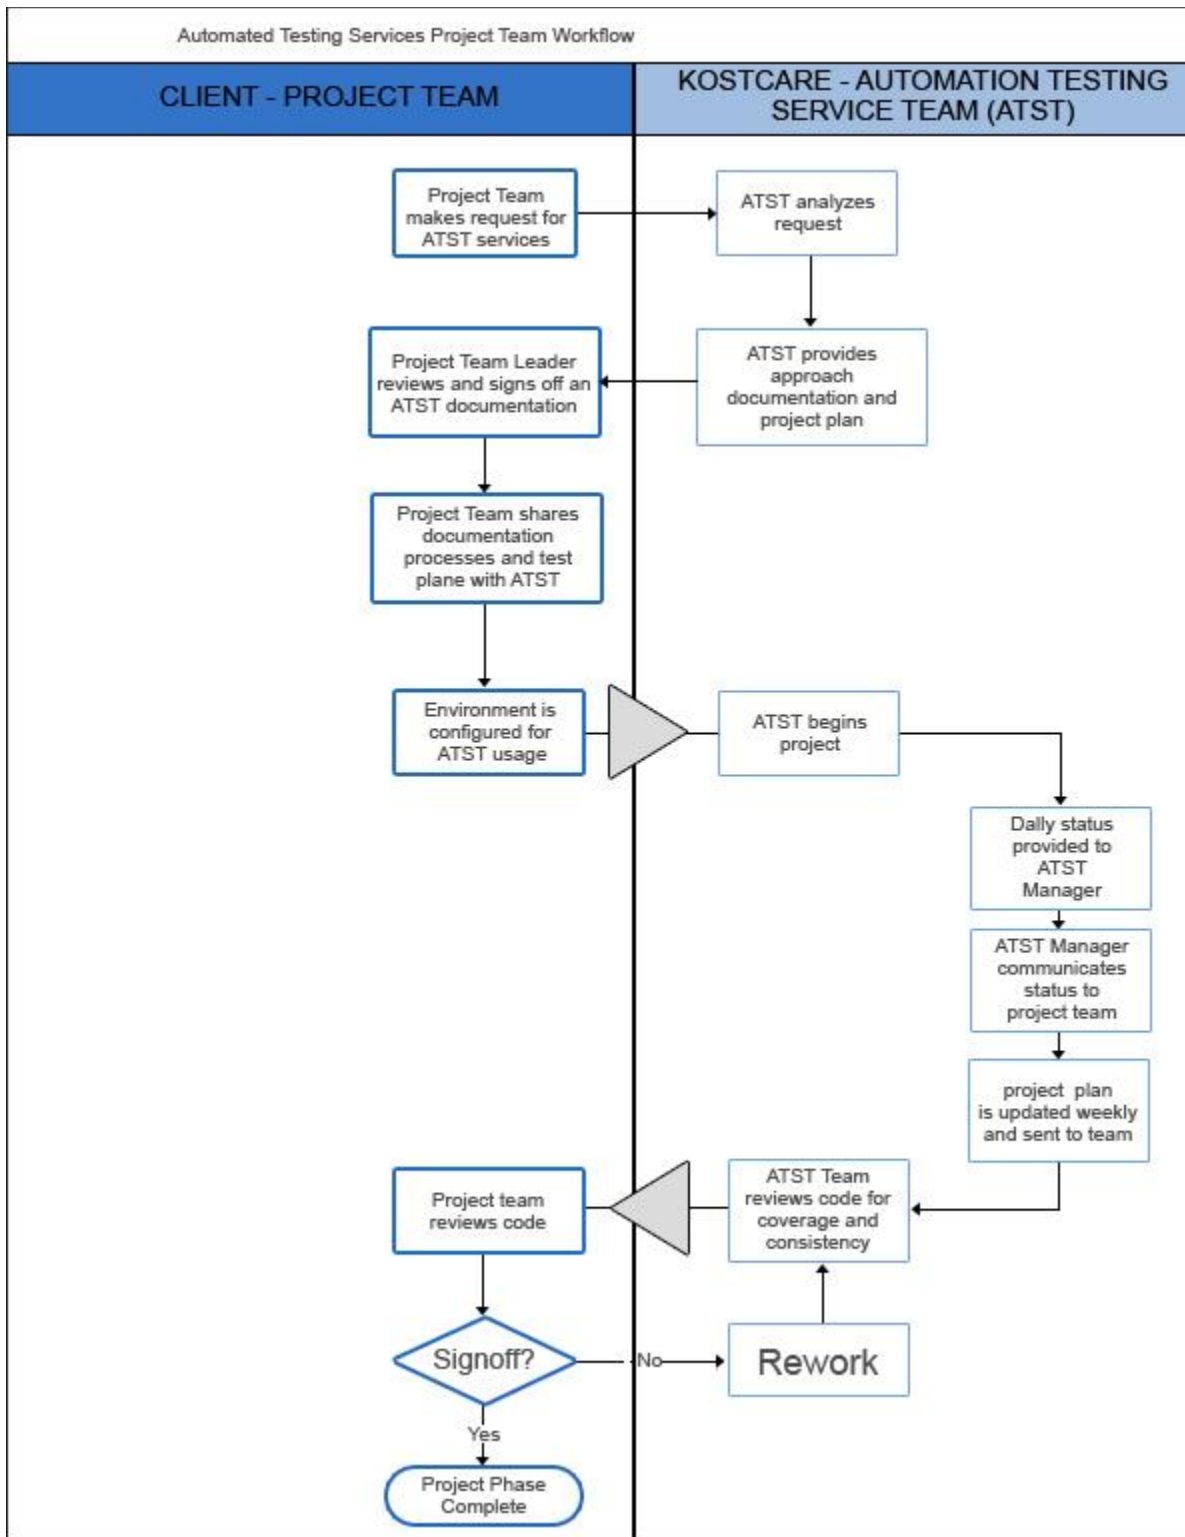 Automated Testing Services Project Team Workflow
CLIENT - PROJECT TEAM
KOSTCARE - AUTOMATION TESTING
SERVICE TEAM (ATST)
Project Team
makes request for
ATST services
ATST analyzes
request
ATST provides
approach
documentation and
project plan
Project Team Leader
reviews and signs off an
ATST documentation
Project Team shares
documentation
processes and test
plane with ATST
Environment is
configured for
ATST usage
ATST begins
project
Dally status
provided to
ATST
Manager
ATST Manager
communicates
status to
project team
project plan
is updated weekly
and sent to team
ATST Team
reviews code for
coverage and
consistency
Project team
reviews code
Signoff?
No
Rework
Yes
Project Phase
Complete